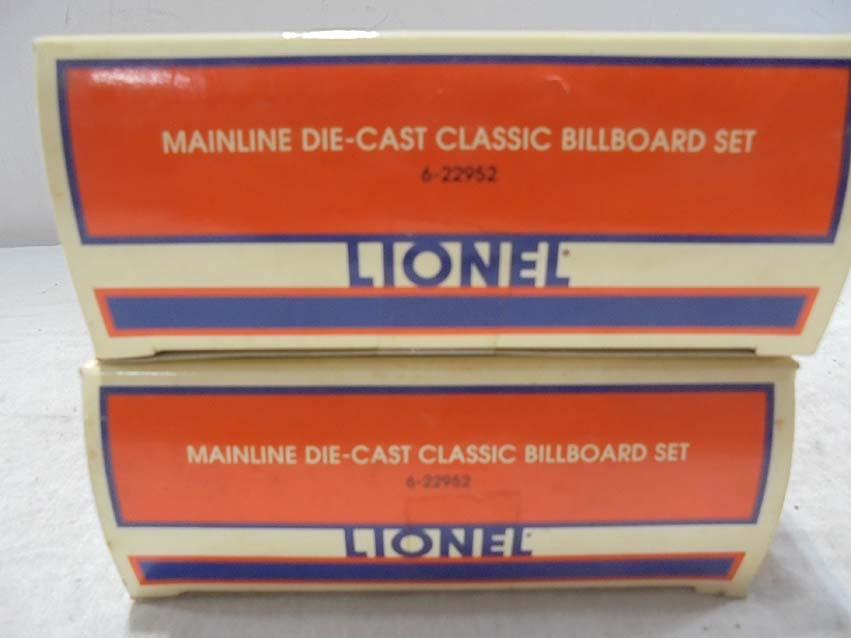 MAINLINE DIE-CAST CLASSIC BILLBOARD SET
6-22952
LIONEL
MAINLINE DIE-CAST CLASSIC BILLBOARD SET
6-22952
LIONEL